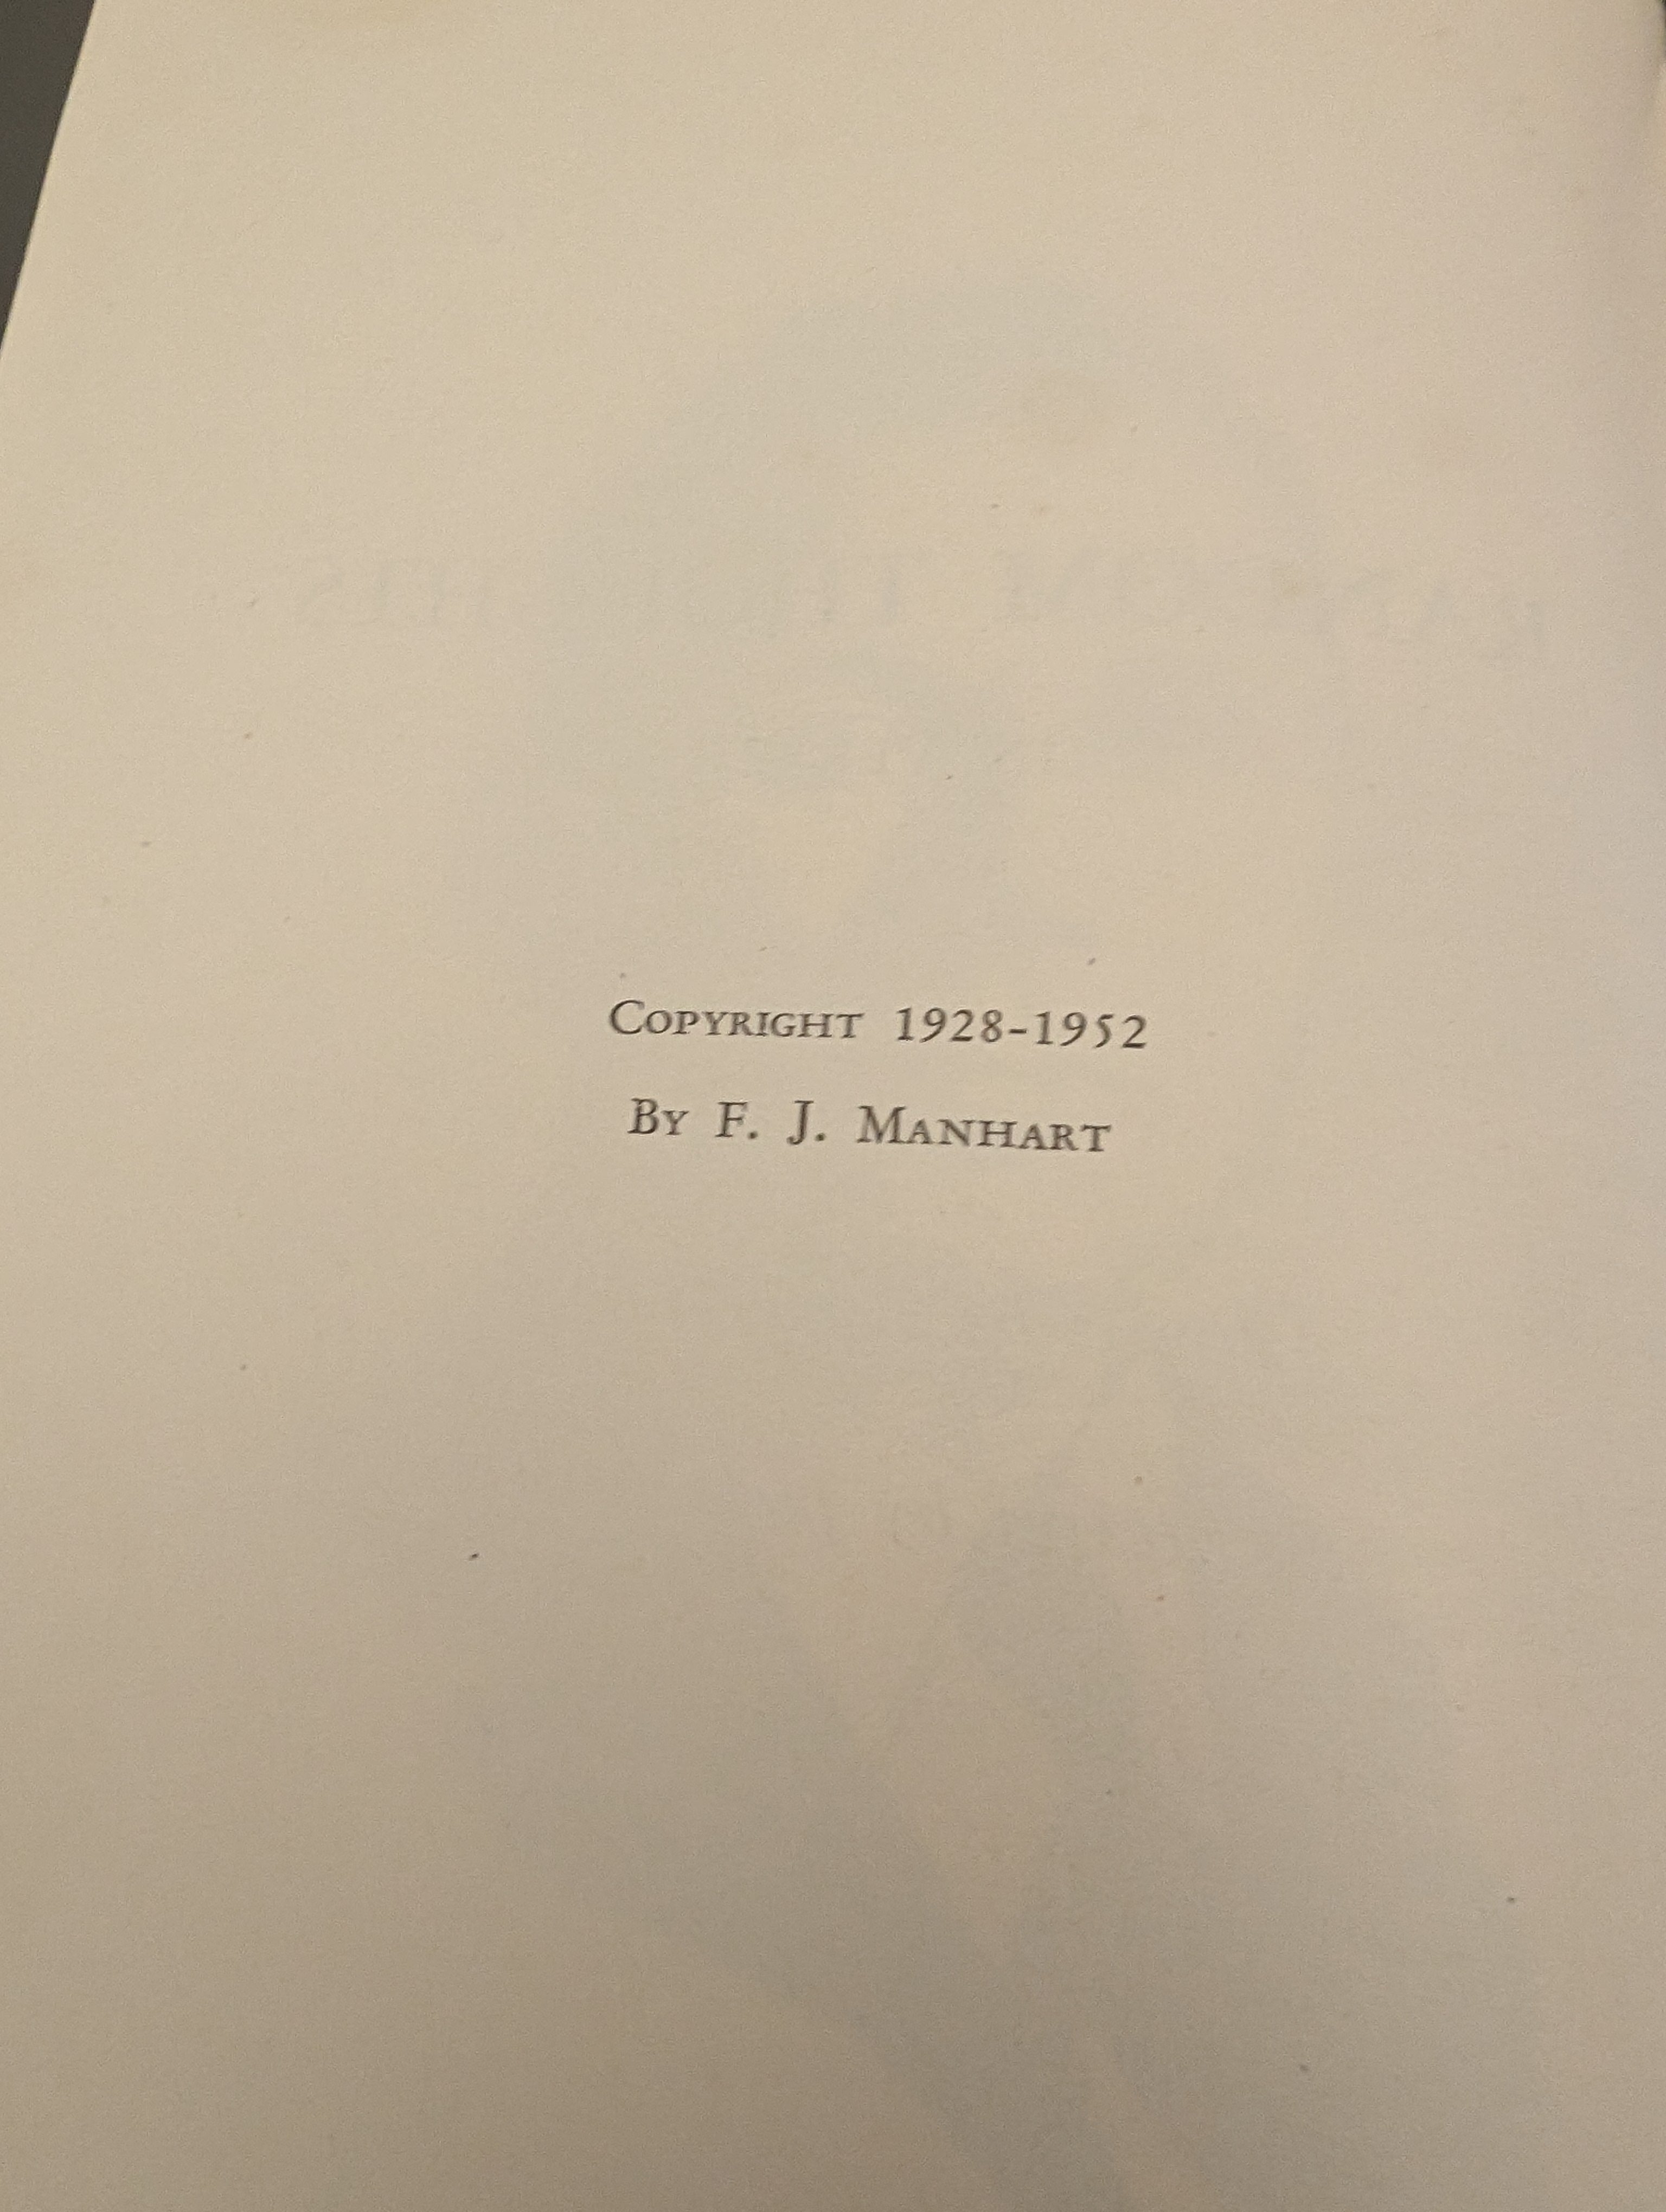 COPYRIGHT 1928-1952
BY F. J. MANHART